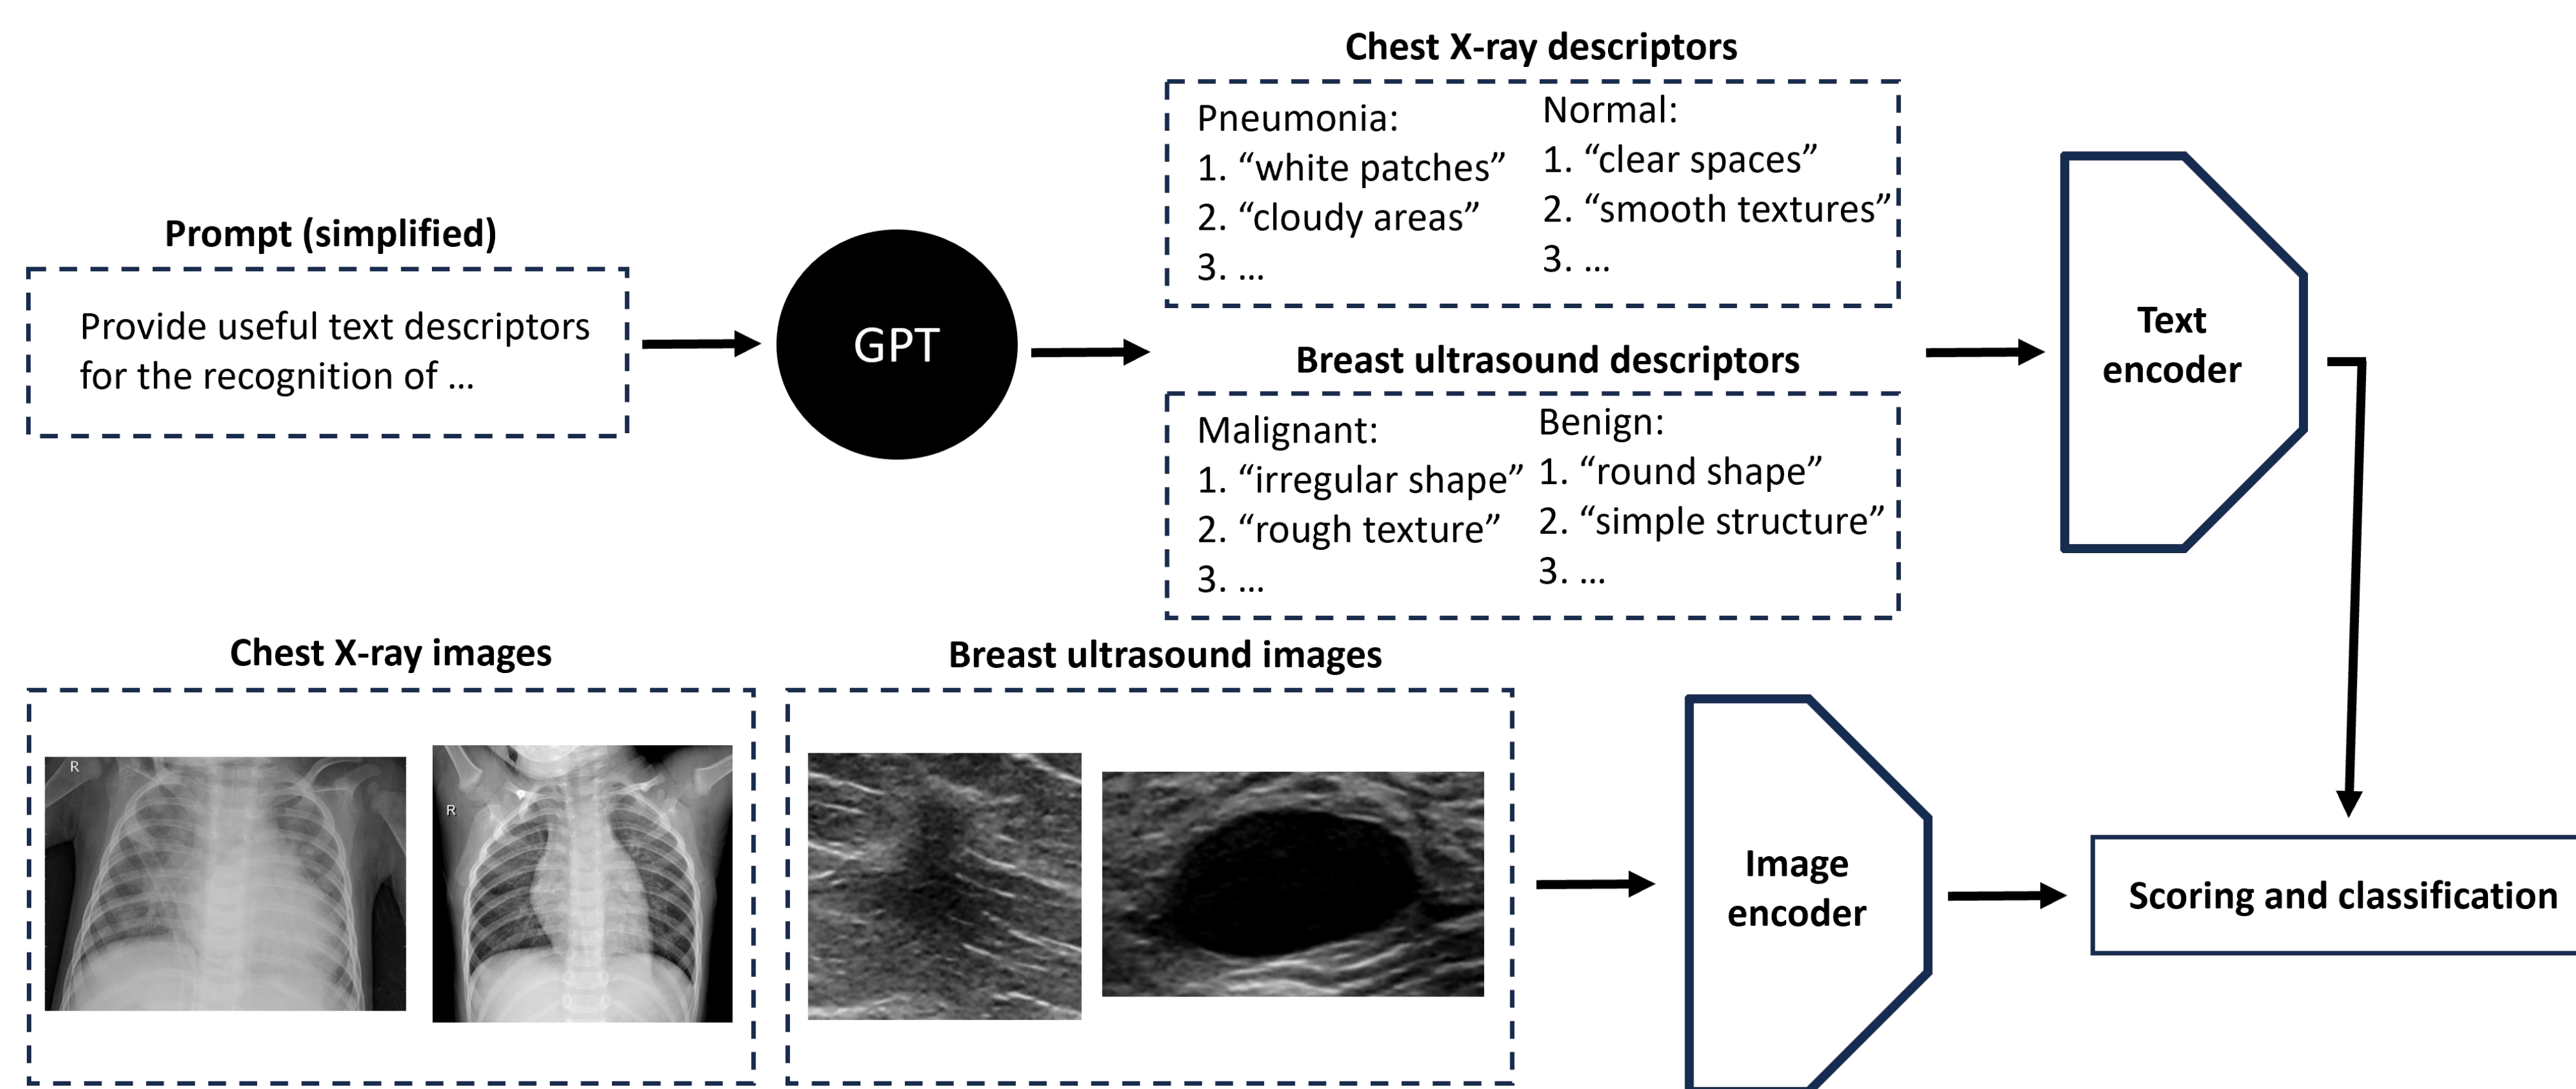 Chest X-ray descriptors
Pneumonia:
1. “white patches”
2. “cloudy areas”
3. ...
Normal:
1. “clear spaces”
2. “smooth textures”
3. ...
Prompt (simplified)
Provide useful text descriptors
for the recognition of ...
GPT
Breast ultrasound descriptors
Malignant:
1. “irregular shape”
2. “rough texture”
3. ...
Benign:
1. “round shape”
2. “simple structure”
3. ...
Text
encoder
Chest X-ray images
R
R
Breast ultrasound images
Image
encoder
Scoring and classification